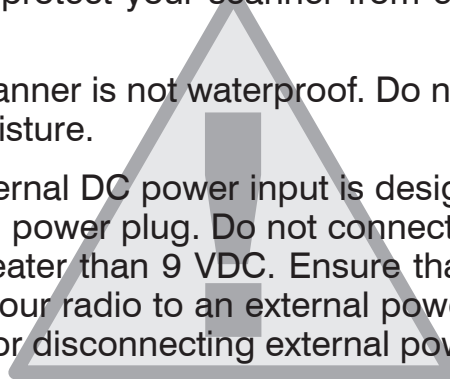 protect your scanner from
anner is not waterproof. Do n
isture.
ernal DC power input is desig
power plug. Do not connect
eater than 9 VDC. Ensure tha
our radio to an external powe
or disconnecting external pow